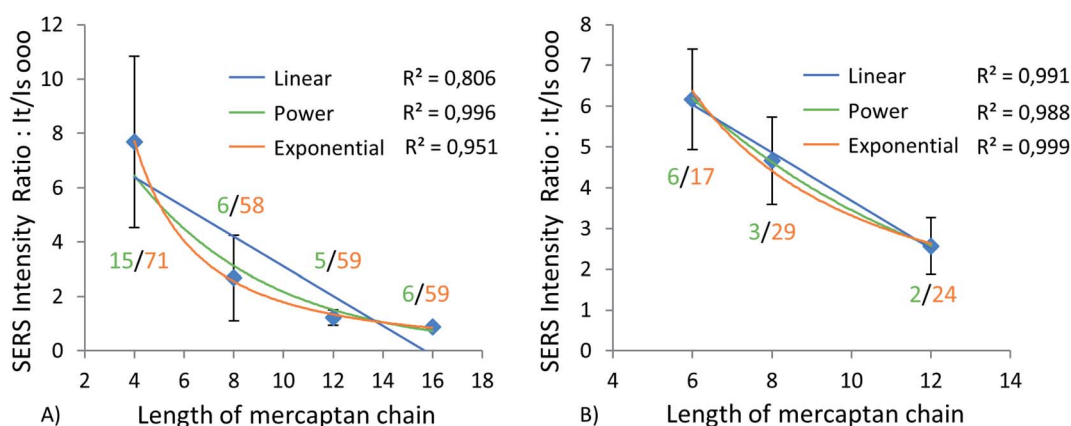 SERS Intensity Ratio : It/Is ooo
12
10
8
6
4
2
0
Linear R² = 0,806
Power R² = 0,996
Exponential R² = 0,951
6/58
15/71
5/59
6/59
2 4 6 8 10 12 14 16 18
A) Length of mercaptan chain
SERS Intensity Ratio : It/Is ooo
8
7
6
5
4
3
2
1
0
Linear R² = 0,991
Power R² = 0,988
Exponential R² = 0,999
6/17
3/29
2/24
4 6 8 10 12 14
B) Length of mercaptan chain